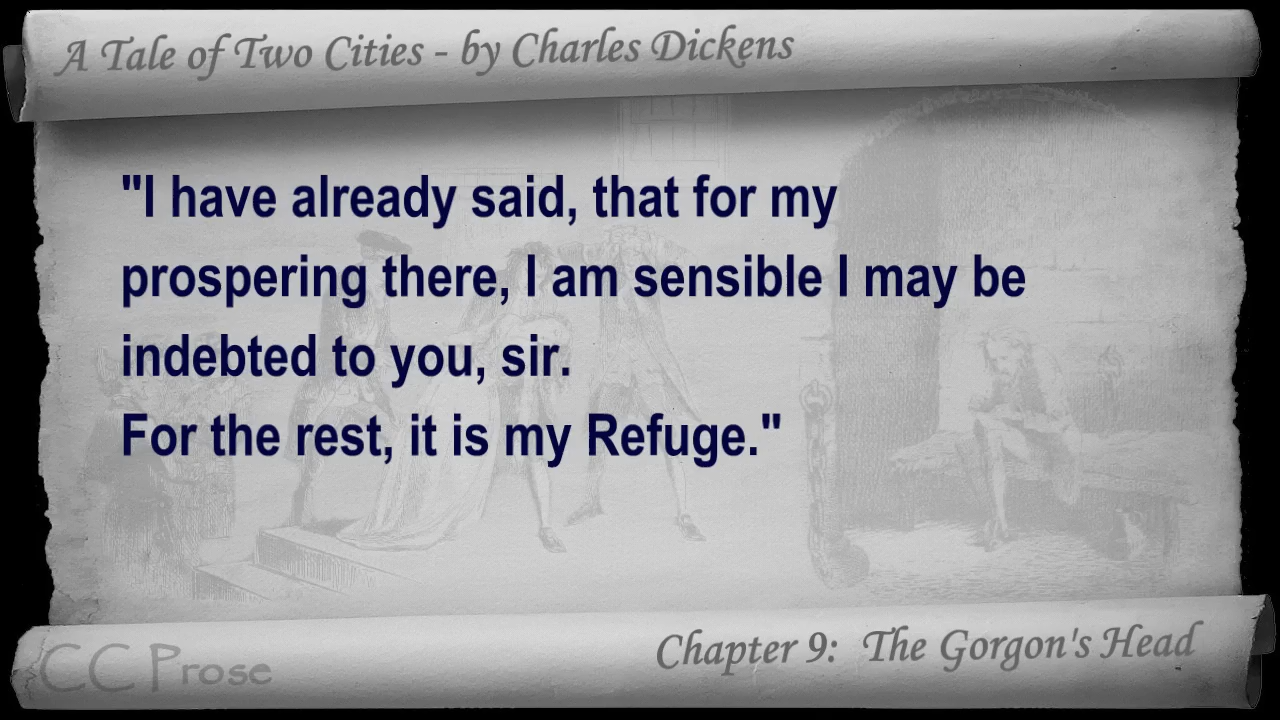 A Tale of Two Cities - by Charles Dickens
"I have already said, that for my
prospering there, I am sensible I may be
indebted to you, sir.
For the rest, it is my Refuge."
CC Prose
Chapter 9: The Gorgon's Head